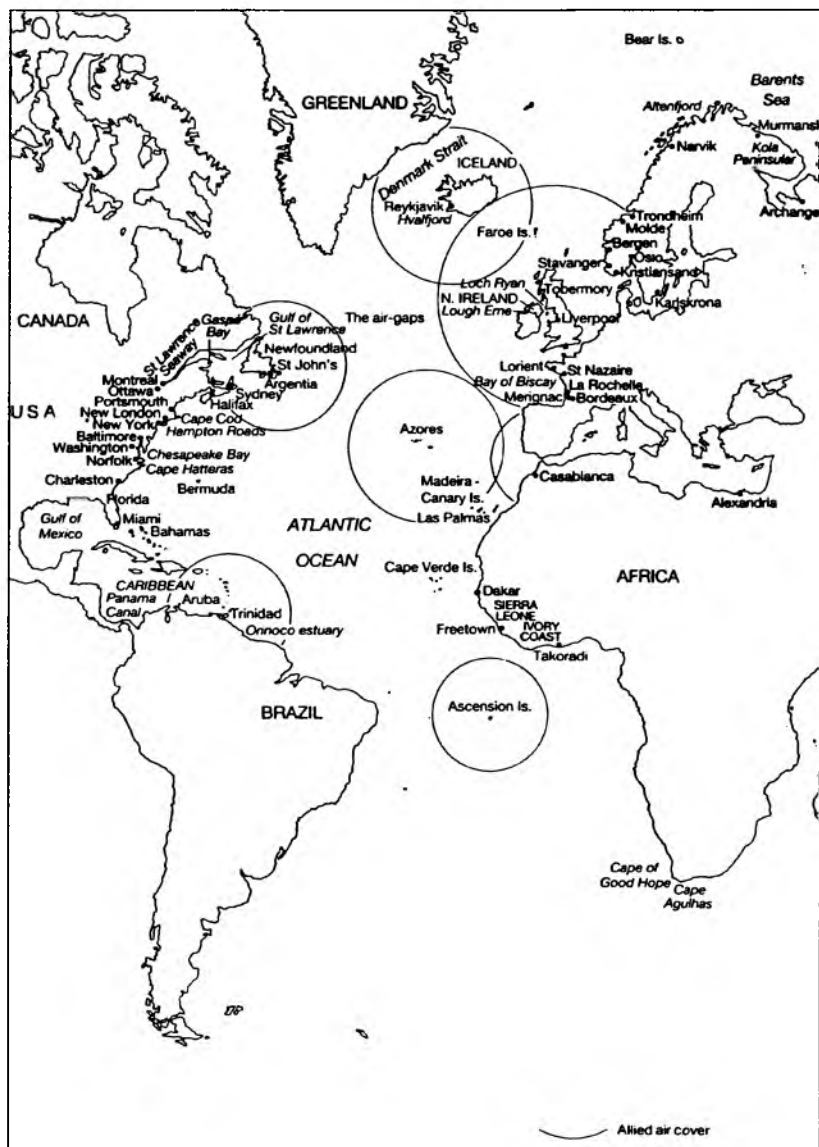 Bear Is.
Barents
Sea
GREENLAND
Altenfjord
Murmansk
Narvik
Kola
Peninsular
Denmark Strait
ICELAND
Reykjavik
Hvalfjord
Archangel
Faroe Is.
Trondheim
Molde
Bergen
Oslo
Stavanger
Kristiansand
Loch Ryan
Tobermory
N. IRELAND
Lough Erne
Karlskrona
Liverpool
CANADA
Gaspé
Bay
Gulf of
St Lawrence
The air-gaps
St Lawrence
Seaway
Newfoundland
St John's
Argentia
Montreal
Ottawa
Sydney
Halifax
Portsmouth
Lorient
St Nazaire
Bay of Biscay
La Rochelle
Merignac
Bordeaux
USA
New London
New York
Cape Cod
Hampton Roads
Baltimore
Washington
Norfolk
Chesapeake Bay
Cape Hatteras
Azores
Charleston
Bermuda
Madeira -
Canary Is.
Casablanca
Las Palmas
Alexandria
Florida
Gulf of
Mexico
Miami
Bahamas
ATLANTIC
OCEAN
Cape Verde Is.
AFRICA
CARIBBEAN
Panama
Canal
Aruba
Trinidad
Dakar
SIERRA
LEONE
IVORY
COAST
Freetown
Takoradi
Onnoco estuary
BRAZIL
Ascension Is.
Cape of
Good Hope
Cape
Agulhas
Allied air cover